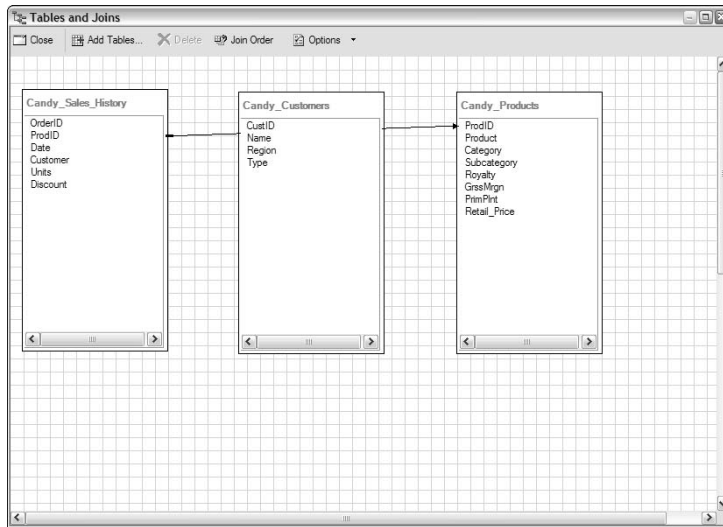 Tables and Joins
Close Add Tables... Delete Join Order Options
Candy_Sales_History
OrderID
ProdID
Date
Customer
Units
Discount
Candy_Customers
CustID
Name
Region
Type
Candy_Products
ProdID
Product
Category
Subcategory
Royalty
GrssMrgn
PrimPlnt
Retail_Price